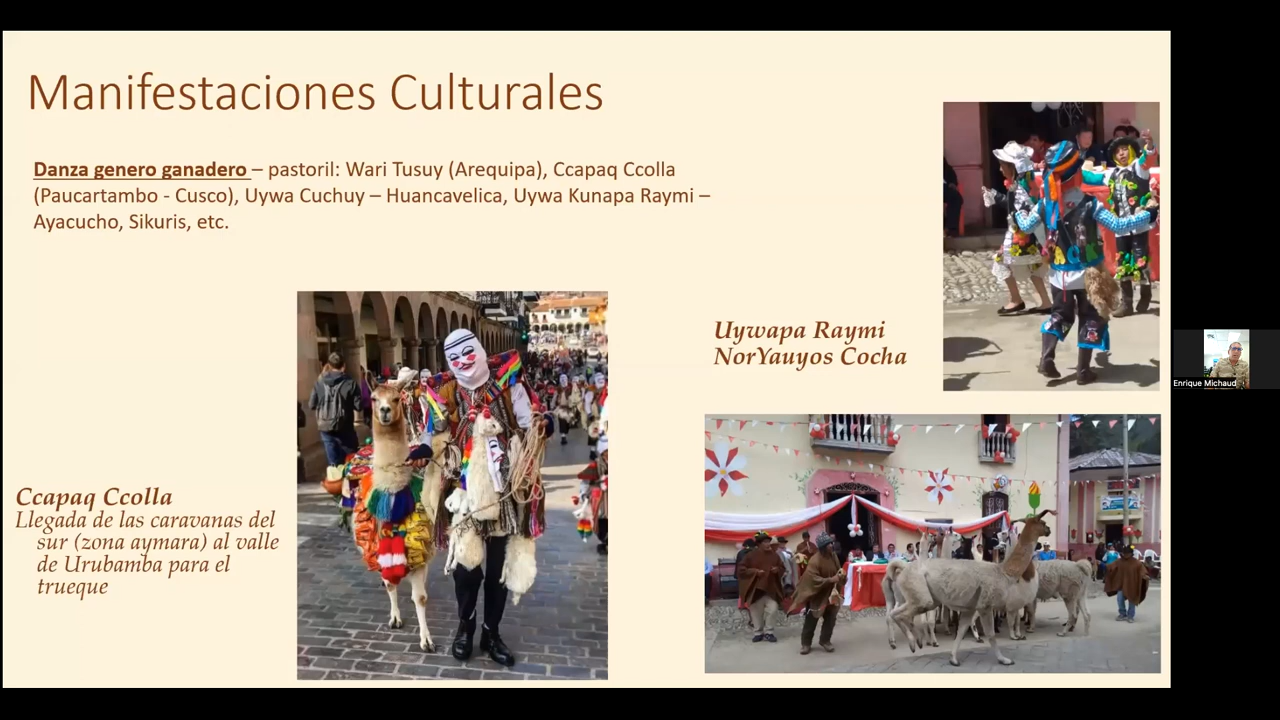 Manifestaciones Culturales
Danza genero ganadero – pastoril: Wari Tusuy (Arequipa), Ccapaq Ccolla
(Paucartambo - Cusco), Uywa Cuchuy – Huancavelica, Uywa Kunapa Raymi –
Ayacucho, Sikuris, etc.
Uywapa Raymi
NorYauyos Cocha
Ccapaq Ccolla
Llegada de las caravanas del
sur (zona aymara) al valle
de Urubamba para el
trueque
Enrique Michaud